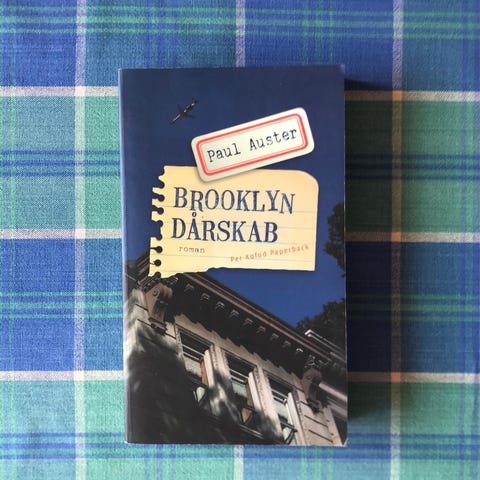 Paul Auster
BROOKLYN
DÅRSKAB
roman
Per Kofod Paperback